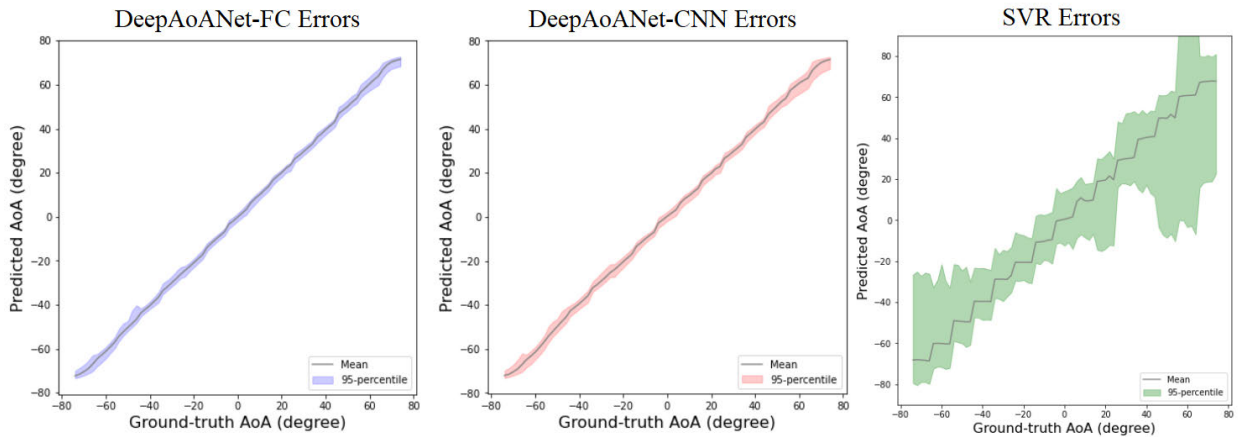 DeepAoANet-FC Errors
80
60
40
20
0
−20
−40
−60
−80
−80 −60 −40 −20 0 20 40 60 80
Predicted AoA (degree)
Ground-truth AoA (degree)
Mean
95-percentile
DeepAoANet-CNN Errors
80
60
40
20
0
−20
−40
−60
−80
−80 −60 −40 −20 0 20 40 60 80
Predicted AoA (degree)
Ground-truth AoA (degree)
Mean
95-percentile
SVR Errors
80
60
40
20
0
−20
−40
−60
−80
−80 −60 −40 −20 0 20 40 60 80
Predicted AoA (degree)
Ground-truth AoA (degree)
Mean
95-percentile